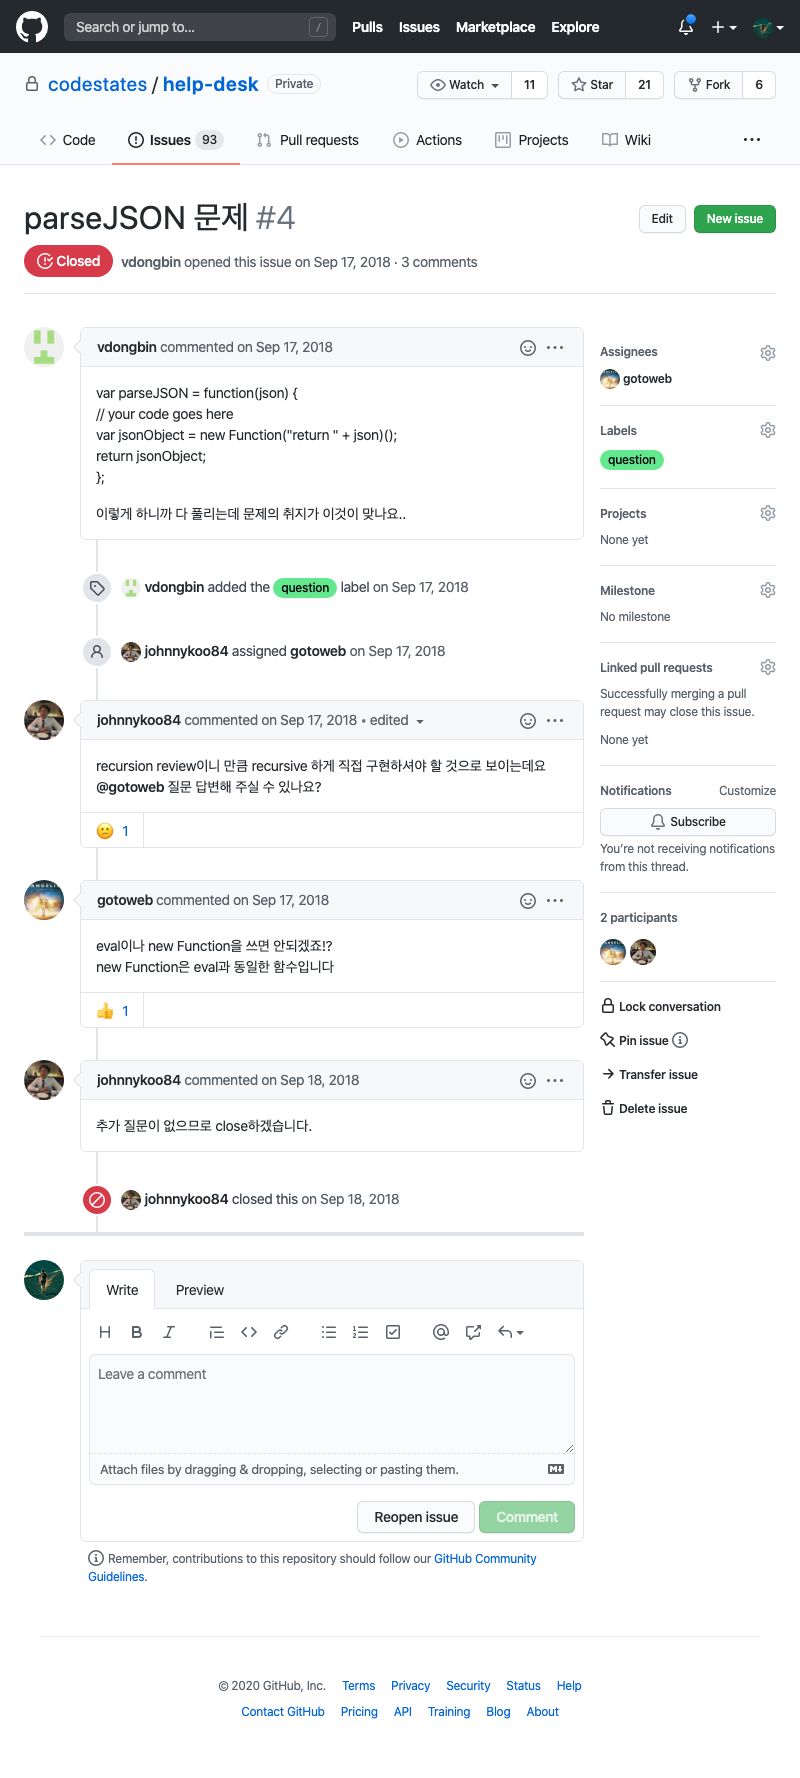 Search or jump to... /
Pulls Issues Marketplace Explore
codestates / help-desk Private
Watch 11 Star 21 Fork 6
Code Issues 93 Pull requests Actions Projects Wiki ...
parseJSON 문제 #4
Edit New issue
Closed vdongbin opened this issue on Sep 17, 2018 · 3 comments
vdongbin commented on Sep 17, 2018
var parseJSON = function(json) {
// your code goes here
var jsonObject = new Function("return " + json)();
return jsonObject;
};
이렇게 하니까 다 풀리는데 문제의 취지가 이것이 맞나요..
vdongbin added the question label on Sep 17, 2018
johnnykoo84 assigned gotoweb on Sep 17, 2018
johnnykoo84 commented on Sep 17, 2018 • edited
recursion review이니 만큼 recursive 하게 직접 구현하셔야 할 것으로 보이는데요
@gotoweb 질문 답변해 주실 수 있나요?
😕 1
gotoweb commented on Sep 17, 2018
eval이나 new Function을 쓰면 안되겠죠!?
new Function은 eval과 동일한 함수입니다
👍 1
johnnykoo84 commented on Sep 18, 2018
추가 질문이 없으므로 close하겠습니다.
johnnykoo84 closed this on Sep 18, 2018
Assignees
gotoweb
Labels
question
Projects
None yet
Milestone
No milestone
Linked pull requests
Successfully merging a pull
request may close this issue.
None yet
Notifications Customize
Subscribe
You're not receiving notifications
from this thread.
2 participants
Lock conversation
Pin issue
Transfer issue
Delete issue
Write Preview
Leave a comment
Attach files by dragging & dropping, selecting or pasting them.
Reopen issue Comment
Remember, contributions to this repository should follow our GitHub Community
Guidelines.
© 2020 GitHub, Inc. Terms Privacy Security Status Help
Contact GitHub Pricing API Training Blog About